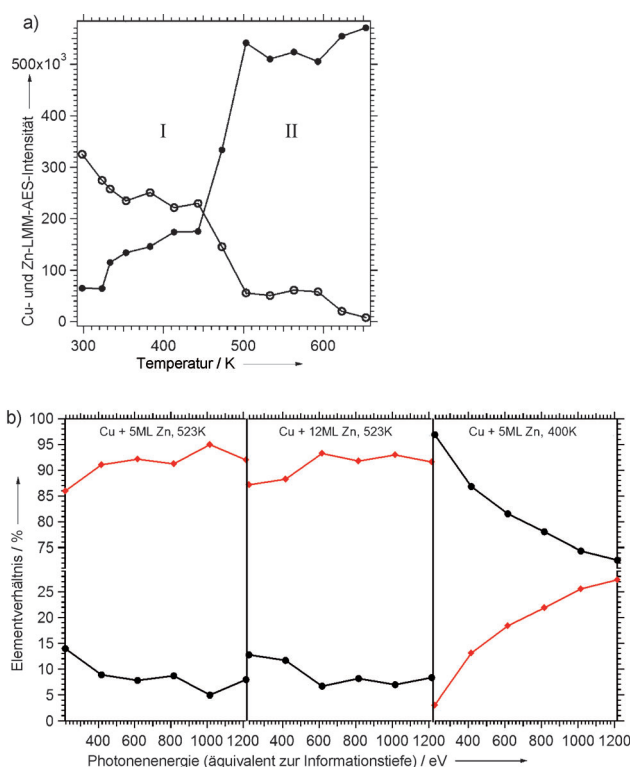 a)
Cu- und Zn-LMM-AES-Intensität
500x10³
400
300
200
100
0
I
II
300 400 500 600
Temperatur / K
b)
Elementverhältnis / %
100
95
90
85
80
75
25
20
15
10
5
0
Cu + 5ML Zn, 523K
Cu + 12ML Zn, 523K
Cu + 5ML Zn, 400K
400 600 800 1000 1200 400 600 800 1000 1200 400 600 800 1000 1200
Photonenenergie (äquivalent zur Informationstiefe) / eV